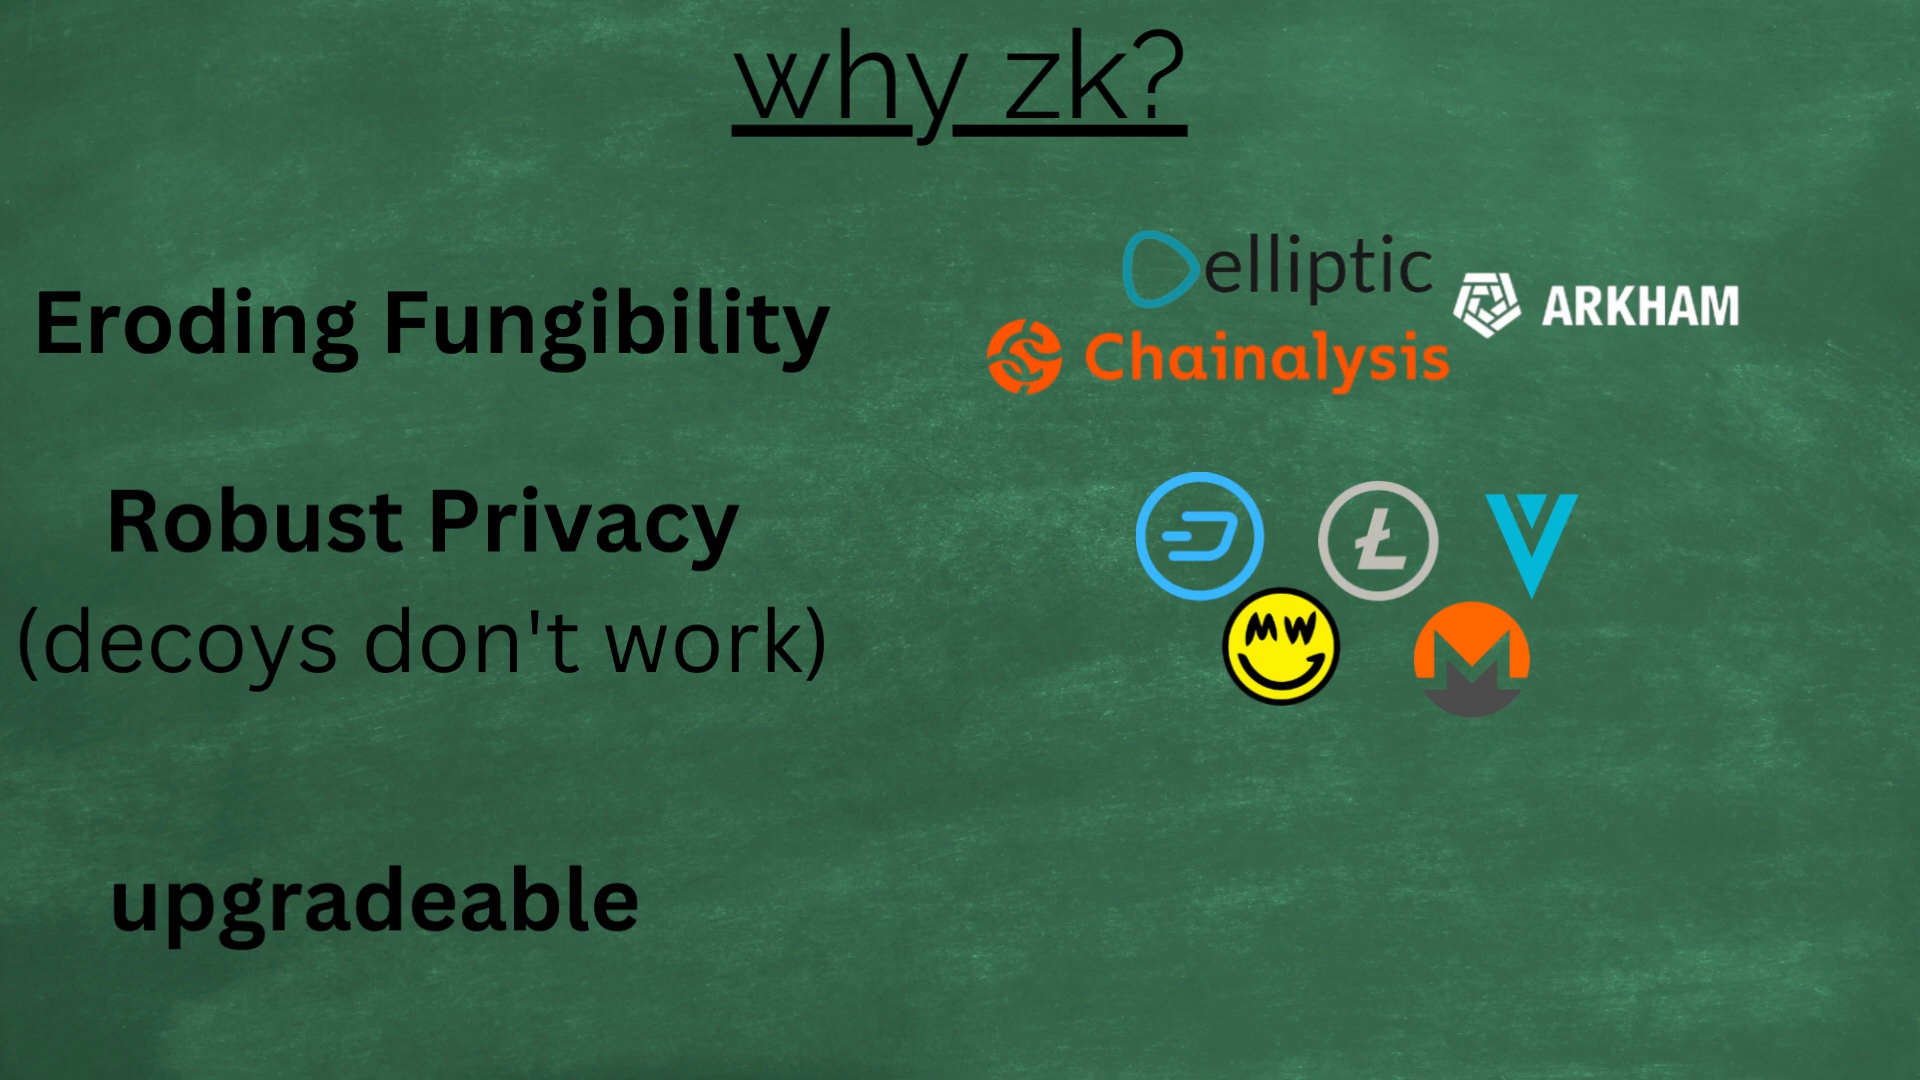 why zk?
Eroding Fungibility
elliptic
ARKHAM
Chainalysis
Robust Privacy
(decoys don't work)
MW
upgradeable